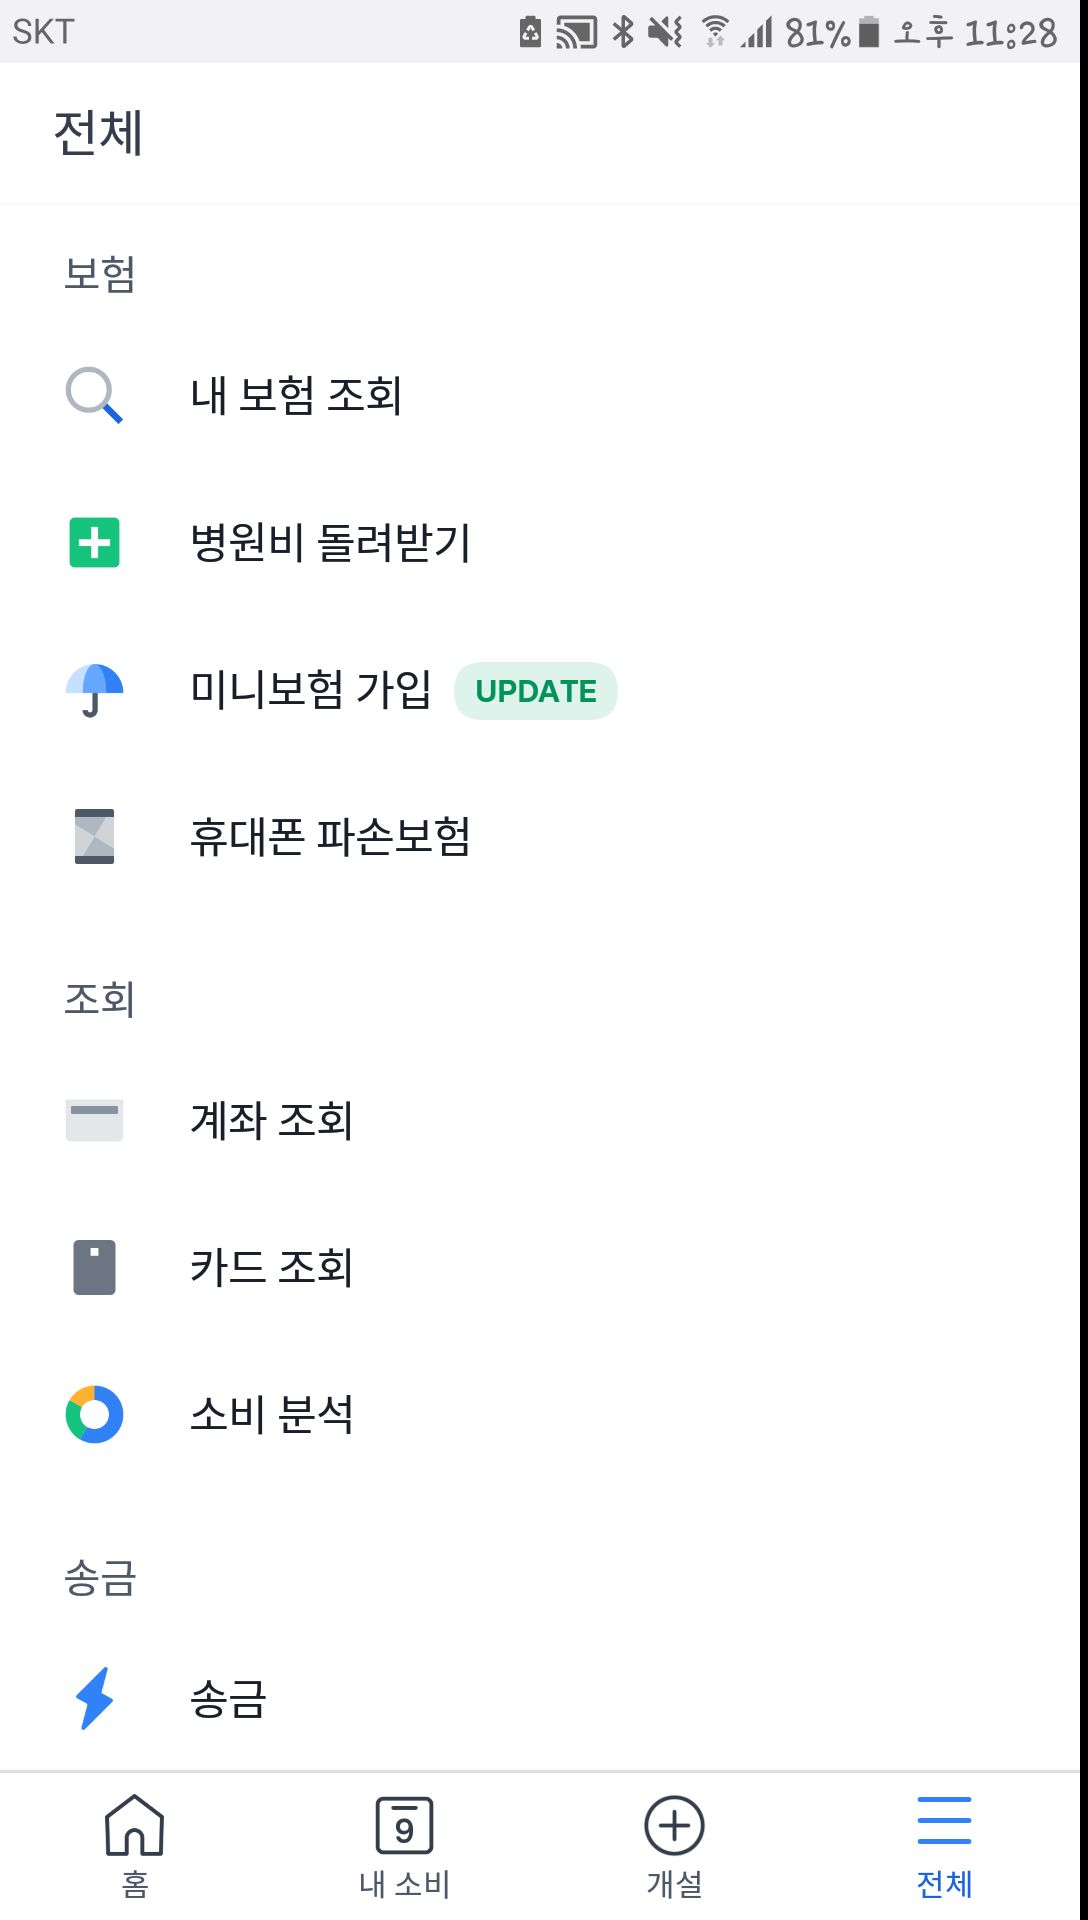 SKT 81% 오후 11:28
전체
보험
내 보험 조회
병원비 돌려받기
미니보험 가입 UPDATE
휴대폰 파손보험
조회
계좌 조회
카드 조회
소비 분석
송금
송금
9
홈 내 소비 개설 전체